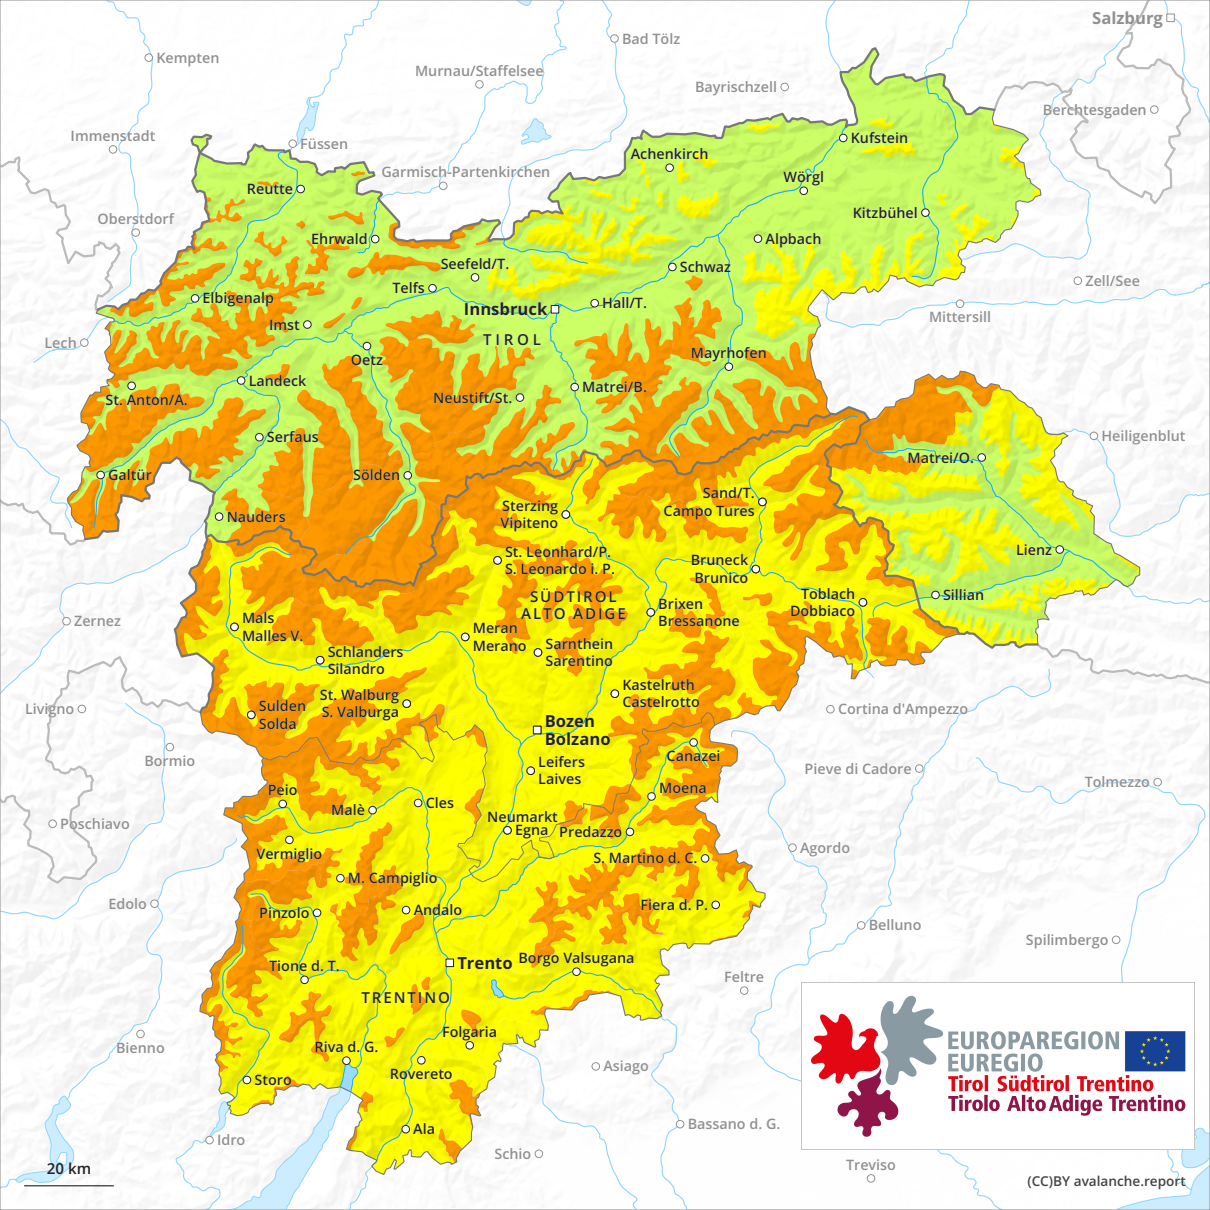 Salzburg
Kempten
Bad Tölz
Murnau/Staffelsee
Bayrischzell
Berchtesgaden
Immenstadt
Füssen
Kufstein
Achenkirch
Garmisch-Partenkirchen
Wörgl
Reutte
Oberstdorf
Kitzbühel
Ehrwald
Alpbach
Seefeld/T.
Schwaz
Zell/See
Telfs
Elbigenalp
Hall/T.
Innsbruck
Mittersill
Imst
TIROL
Lech
Mayrhofen
Oetz
Landeck
Matrei/B.
St. Anton/A.
Neustift/St.
Serfaus
Heiligenblut
Matrei/O.
Galtür
Sölden
Sand/T.
Campo Tures
Sterzing
Vipiteno
Nauders
St. Leonhard/P.
S. Leonardo i. P.
Lienz
Bruneck
Brunico
SÜDTIROL
ALTO ADIGE
Toblach
Dobbiaco
Sillian
Brixen
Bressanone
Zernez
Mals
Malles V.
Meran
Merano
Sarnthein
Sarentino
Schlanders
Silandro
Kastelruth
Castelrotto
St. Walburg
S. Valburga
Sulden
Solda
Livigno
Cortina d'Ampezzo
Bozen
Bolzano
Bormio
Canazei
Leifers
Laives
Pieve di Cadore
Tolmezzo
Peio
Moena
Malè
Cles
Neumarkt
Egna
Predazzo
Poschiavo
Vermiglio
Agordo
S. Martino d. C.
M. Campiglio
Edolo
Pinzolo
Andalo
Fiera d. P.
Belluno
Spilimbergo
Borgo Valsugana
Trento
Tione d. T.
Feltre
TRENTINO
Folgaria
Bienno
Riva d. G.
Rovereto
Asiago
Storo
EUROPAREGION
EUREGIO
Tirol Südtirol Trentino
Tirolo Alto Adige Trentino
Ala
Bassano d. G.
Idro
Schio
Treviso
20 km
(CC)BY avalanche.report